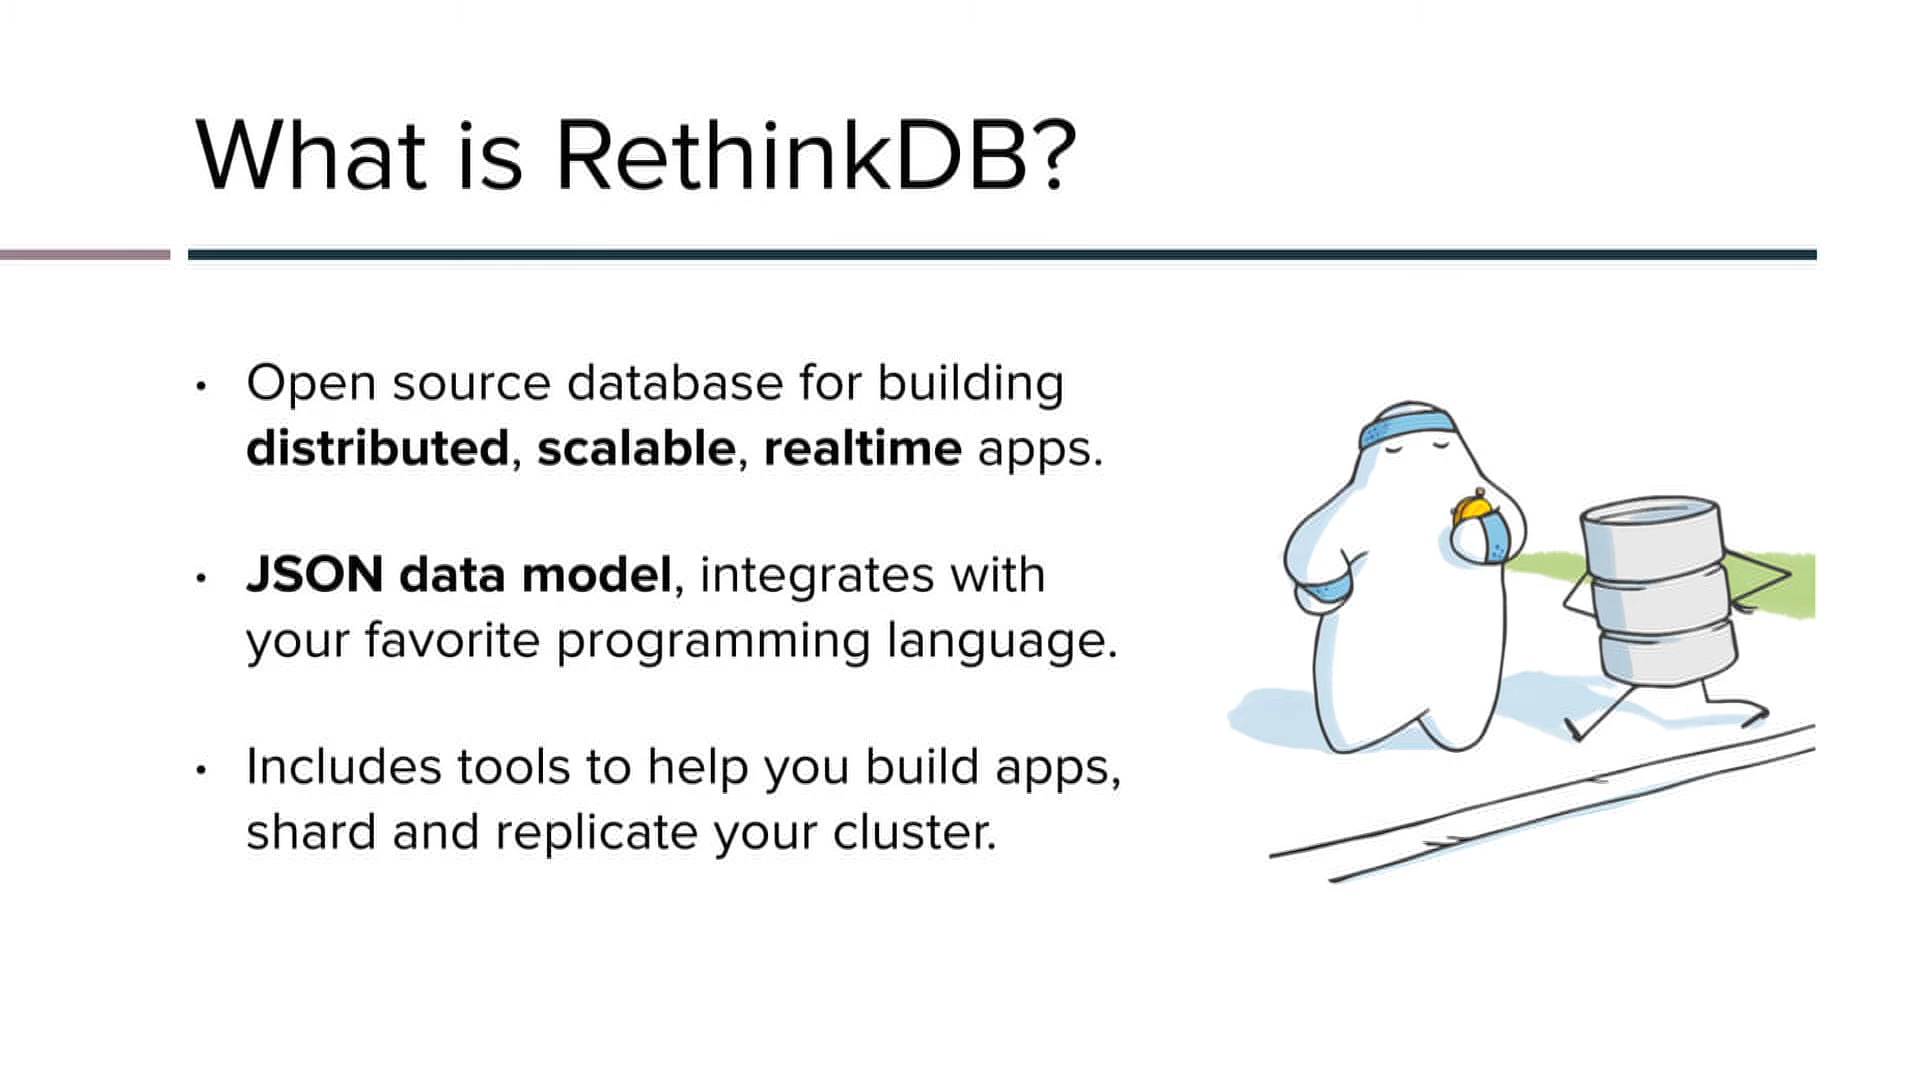 What is RethinkDB?
• Open source database for building
distributed, scalable, realtime apps.
• JSON data model, integrates with
your favorite programming language.
• Includes tools to help you build apps,
shard and replicate your cluster.